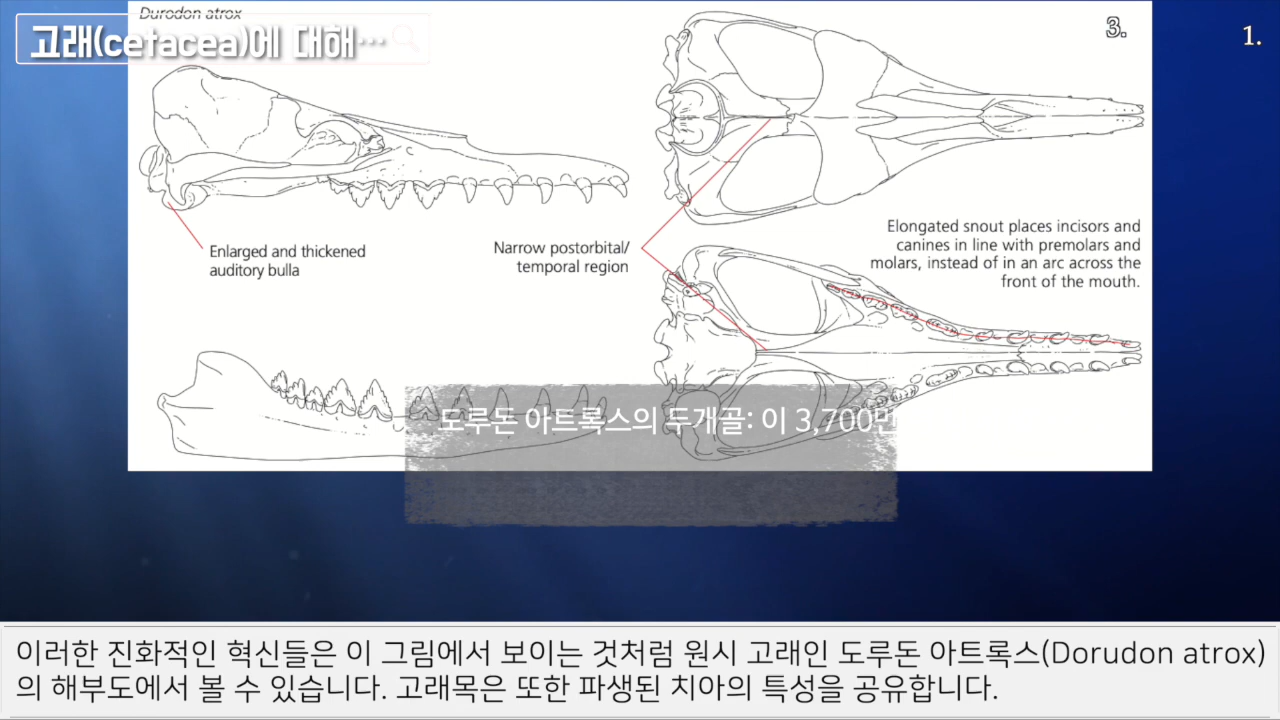 Durodon atrox
고래(cetacea)에 대해…
3.
1.
Enlarged and thickened
auditory bulla
Narrow postorbital/
temporal region
Elongated snout places incisors and
canines in line with premolars and
molars, instead of in an arc across the
front of the mouth.
도루돈 아트록스의 두개골: 이 3,700만
이러한 진화적인 혁신들은 이 그림에서 보이는 것처럼 원시 고래인 도루돈 아트록스(Dorudon atrox)
의 해부도에서 볼 수 있습니다. 고래목은 또한 파생된 치아의 특성을 공유합니다.